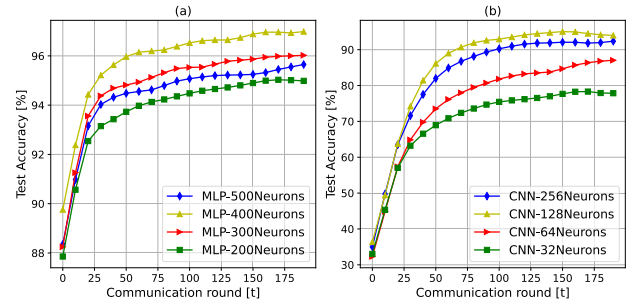 (a)
Test Accuracy [%]
96
94
92
90
88
0
25
50
75
100
125
150
175
Communication round [t]
MLP-500Neurons
MLP-400Neurons
MLP-300Neurons
MLP-200Neurons
(b)
Test Accuracy [%]
90
80
70
60
50
40
30
0
25
50
75
100
125
150
175
Communication round [t]
CNN-256Neurons
CNN-128Neurons
CNN-64Neurons
CNN-32Neurons